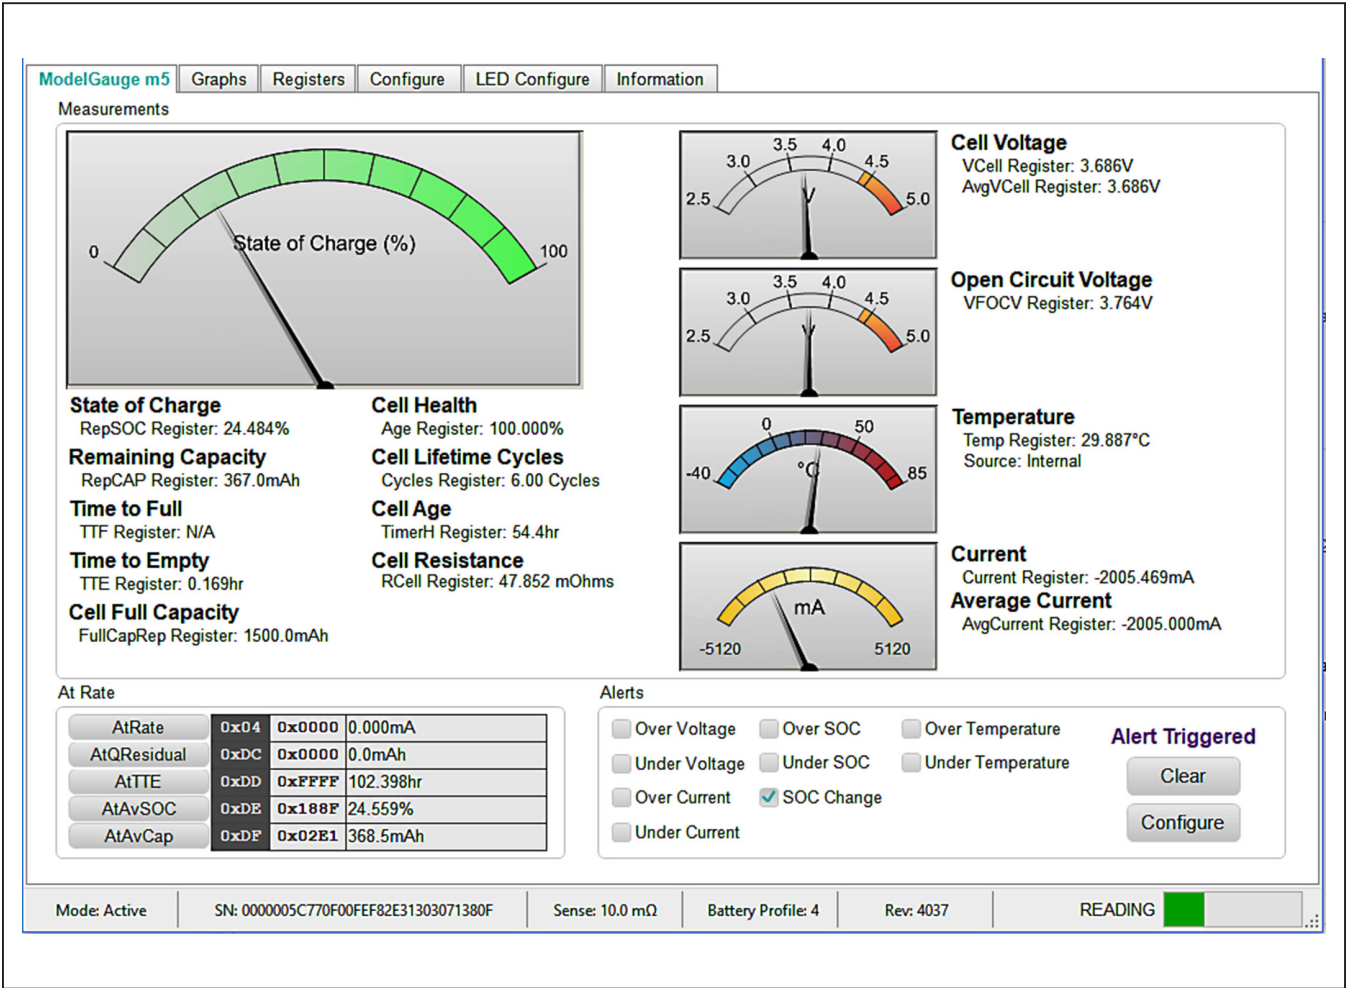 ModelGauge m5 Graphs Registers Configure LED Configure Information
Measurements
0 State of Charge (%) 100
State of Charge
RepSOC Register: 24.484%
Remaining Capacity
RepCAP Register: 367.0mAh
Time to Full
TTF Register: N/A
Time to Empty
TTE Register: 0.169hr
Cell Full Capacity
FullCapRep Register: 1500.0mAh
Cell Health
Age Register: 100.000%
Cell Lifetime Cycles
Cycles Register: 6.00 Cycles
Cell Age
TimerH Register: 54.4hr
Cell Resistance
RCell Register: 47.852 mOhms
2.5 3.0 3.5 4.0 4.5 5.0
V
Cell Voltage
VCell Register: 3.686V
AvgVCell Register: 3.686V
2.5 3.0 3.5 4.0 4.5 5.0
V
Open Circuit Voltage
VFOCV Register: 3.764V
-40 0 50 85
°C
Temperature
Temp Register: 29.887°C
Source: Internal
mA
-5120 5120
Current
Current Register: -2005.469mA
Average Current
AvgCurrent Register: -2005.000mA
At Rate
AtRate 0x04 0x0000 0.000mA
AtQResidual 0xDC 0x0000 0.0mAh
AtTTE 0xDD 0xFFFF 102.398hr
AtAvSOC 0xDE 0x188F 24.559%
AtAvCap 0xDF 0x02E1 368.5mAh
Alerts
Over Voltage Over SOC Over Temperature
Under Voltage Under SOC Under Temperature
Over Current SOC Change
Under Current
Alert Triggered
Clear
Configure
Mode: Active SN: 0000005C770F00FEF82E31303071380F Sense: 10.0 mΩ Battery Profile: 4 Rev: 4037 READING